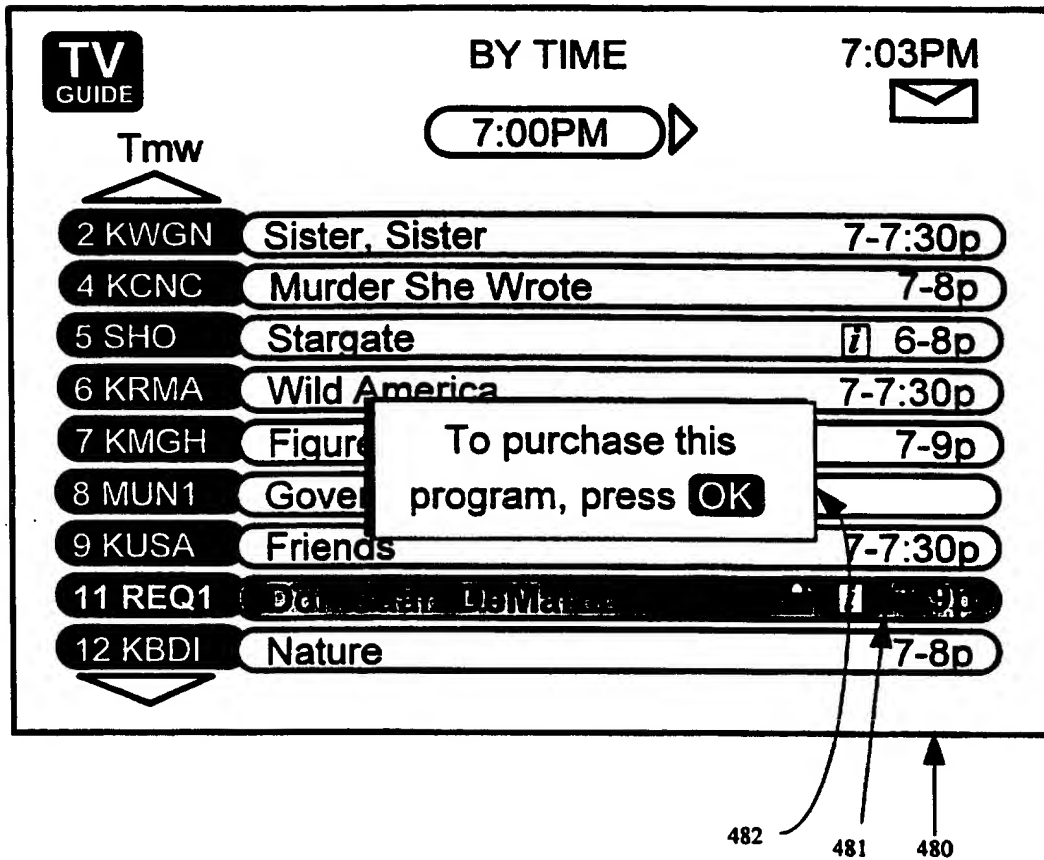 TV
GUIDE
BY TIME
7:03PM
7:00PM
Tmw
2 KWGN Sister, Sister 7-7:30p
4 KCNC Murder She Wrote 7-8p
5 SHO Stargate i 6-8p
6 KRMA Wild America 7-7:30p
7 KMGH Figure 7-9p
8 MUN1 Gover
9 KUSA Friends 7-7:30p
11 REQ1 i 9p
12 KBDI Nature 7-8p
To purchase this
program, press OK
482
481
480